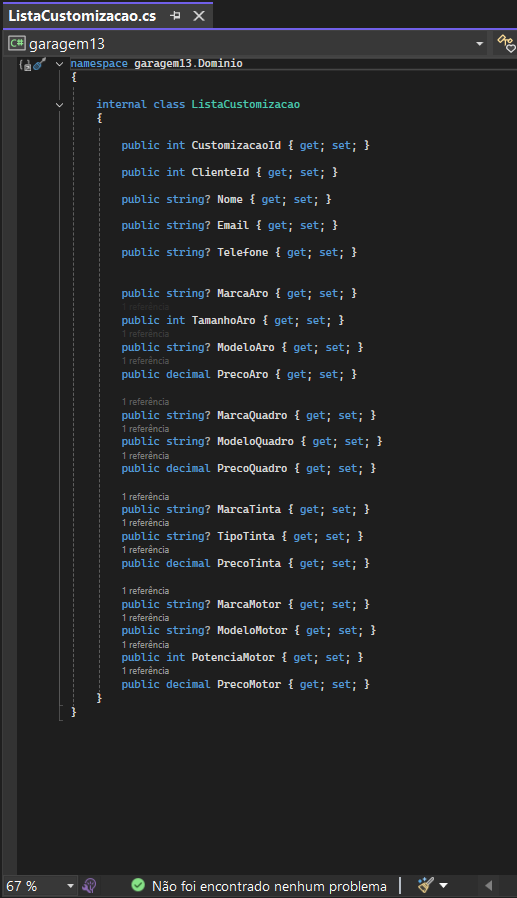 ListaCustomizacao.cs
C# garagem13
namespace garagem13.Dominio
{
internal class ListaCustomizacao
{
public int CustomizacaoId { get; set; }
public int ClienteId { get; set; }
public string? Nome { get; set; }
public string? Email { get; set; }
public string? Telefone { get; set; }
public string? MarcaAro { get; set; }
1 referência
public int TamanhoAro { get; set; }
1 referência
public string? ModeloAro { get; set; }
1 referência
public decimal PrecoAro { get; set; }
1 referência
public string? MarcaQuadro { get; set; }
1 referência
public string? ModeloQuadro { get; set; }
1 referência
public decimal PrecoQuadro { get; set; }
1 referência
public string? MarcaTinta { get; set; }
1 referência
public string? TipoTinta { get; set; }
1 referência
public decimal PrecoTinta { get; set; }
1 referência
public string? MarcaMotor { get; set; }
1 referência
public string? ModeloMotor { get; set; }
1 referência
public int PotenciaMotor { get; set; }
1 referência
public decimal PrecoMotor { get; set; }
}
}
67 % Não foi encontrado nenhum problema